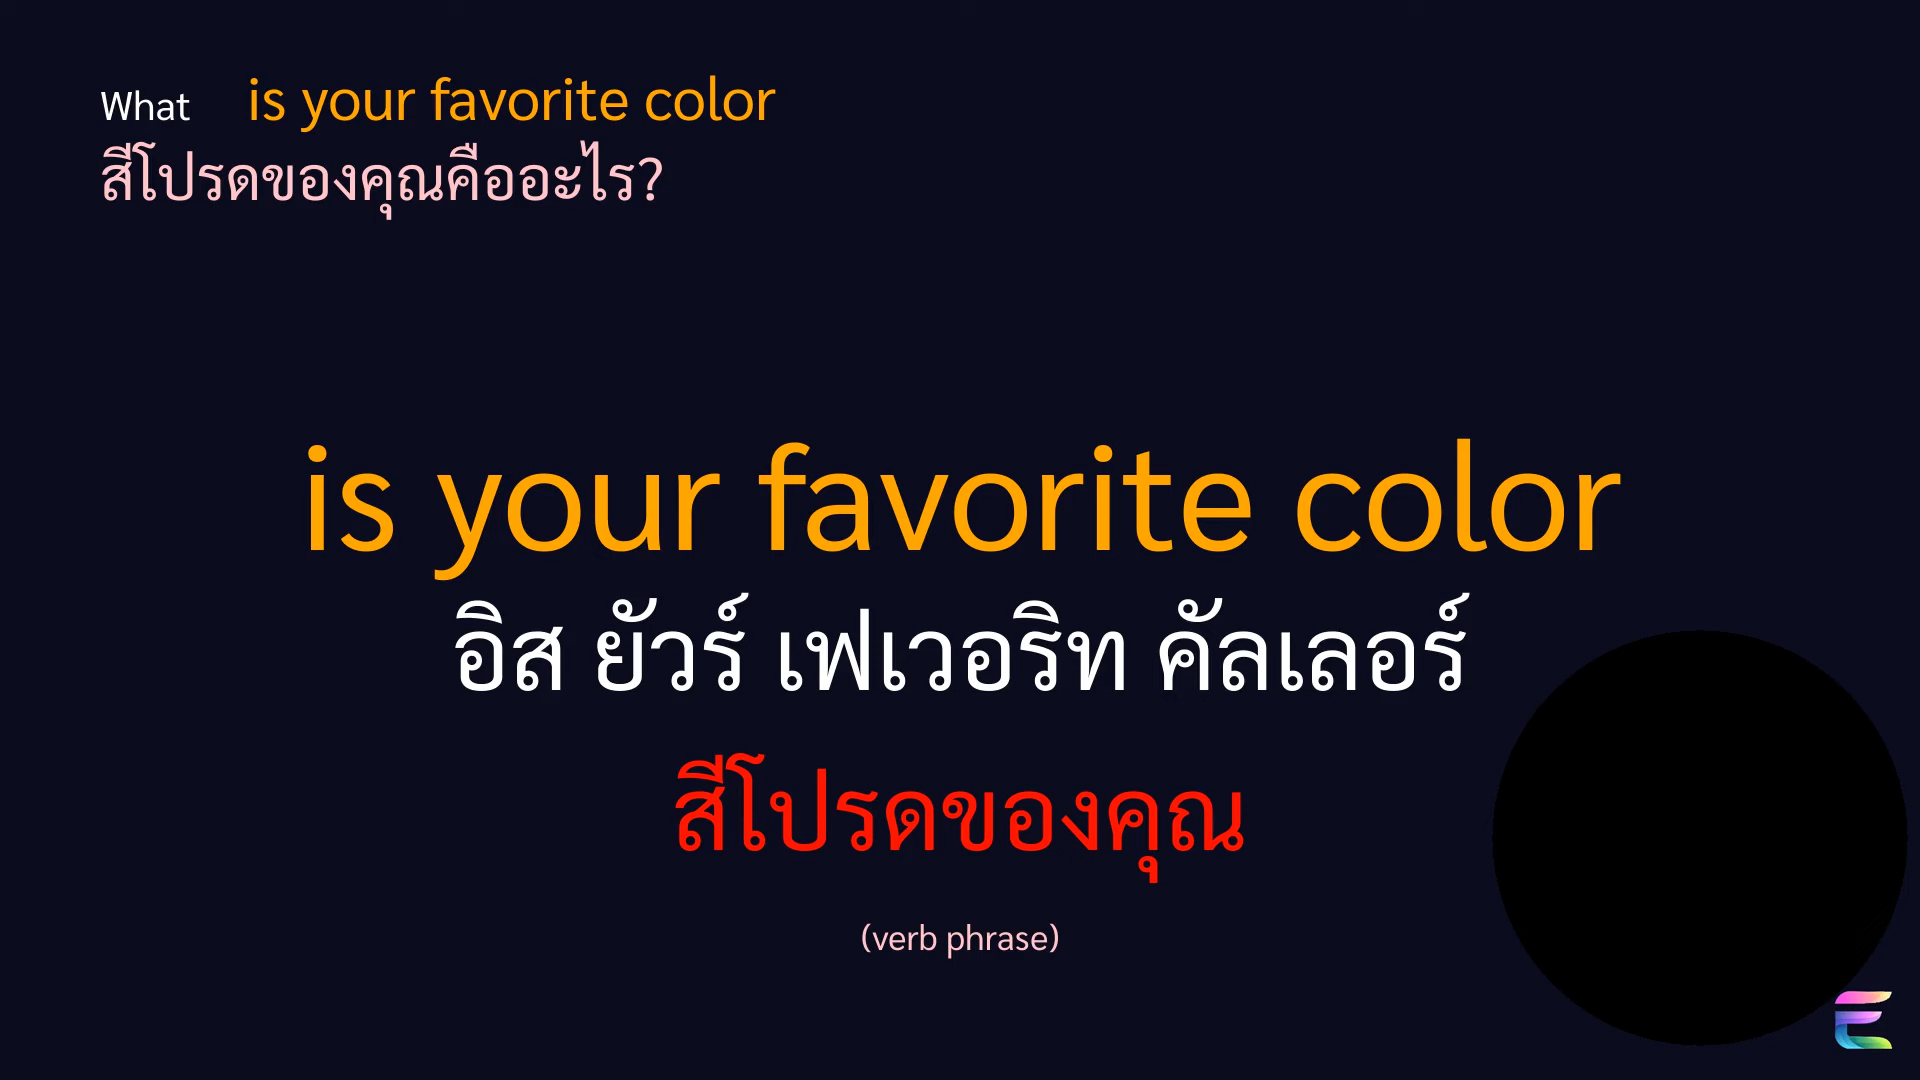 What is your favorite color
สีโปรดของคุณคืออะไร?
is your favorite color
อิส ยัวร์ เฟเวอริท คัลเลอร์
สีโปรดของคุณ
(verb phrase)